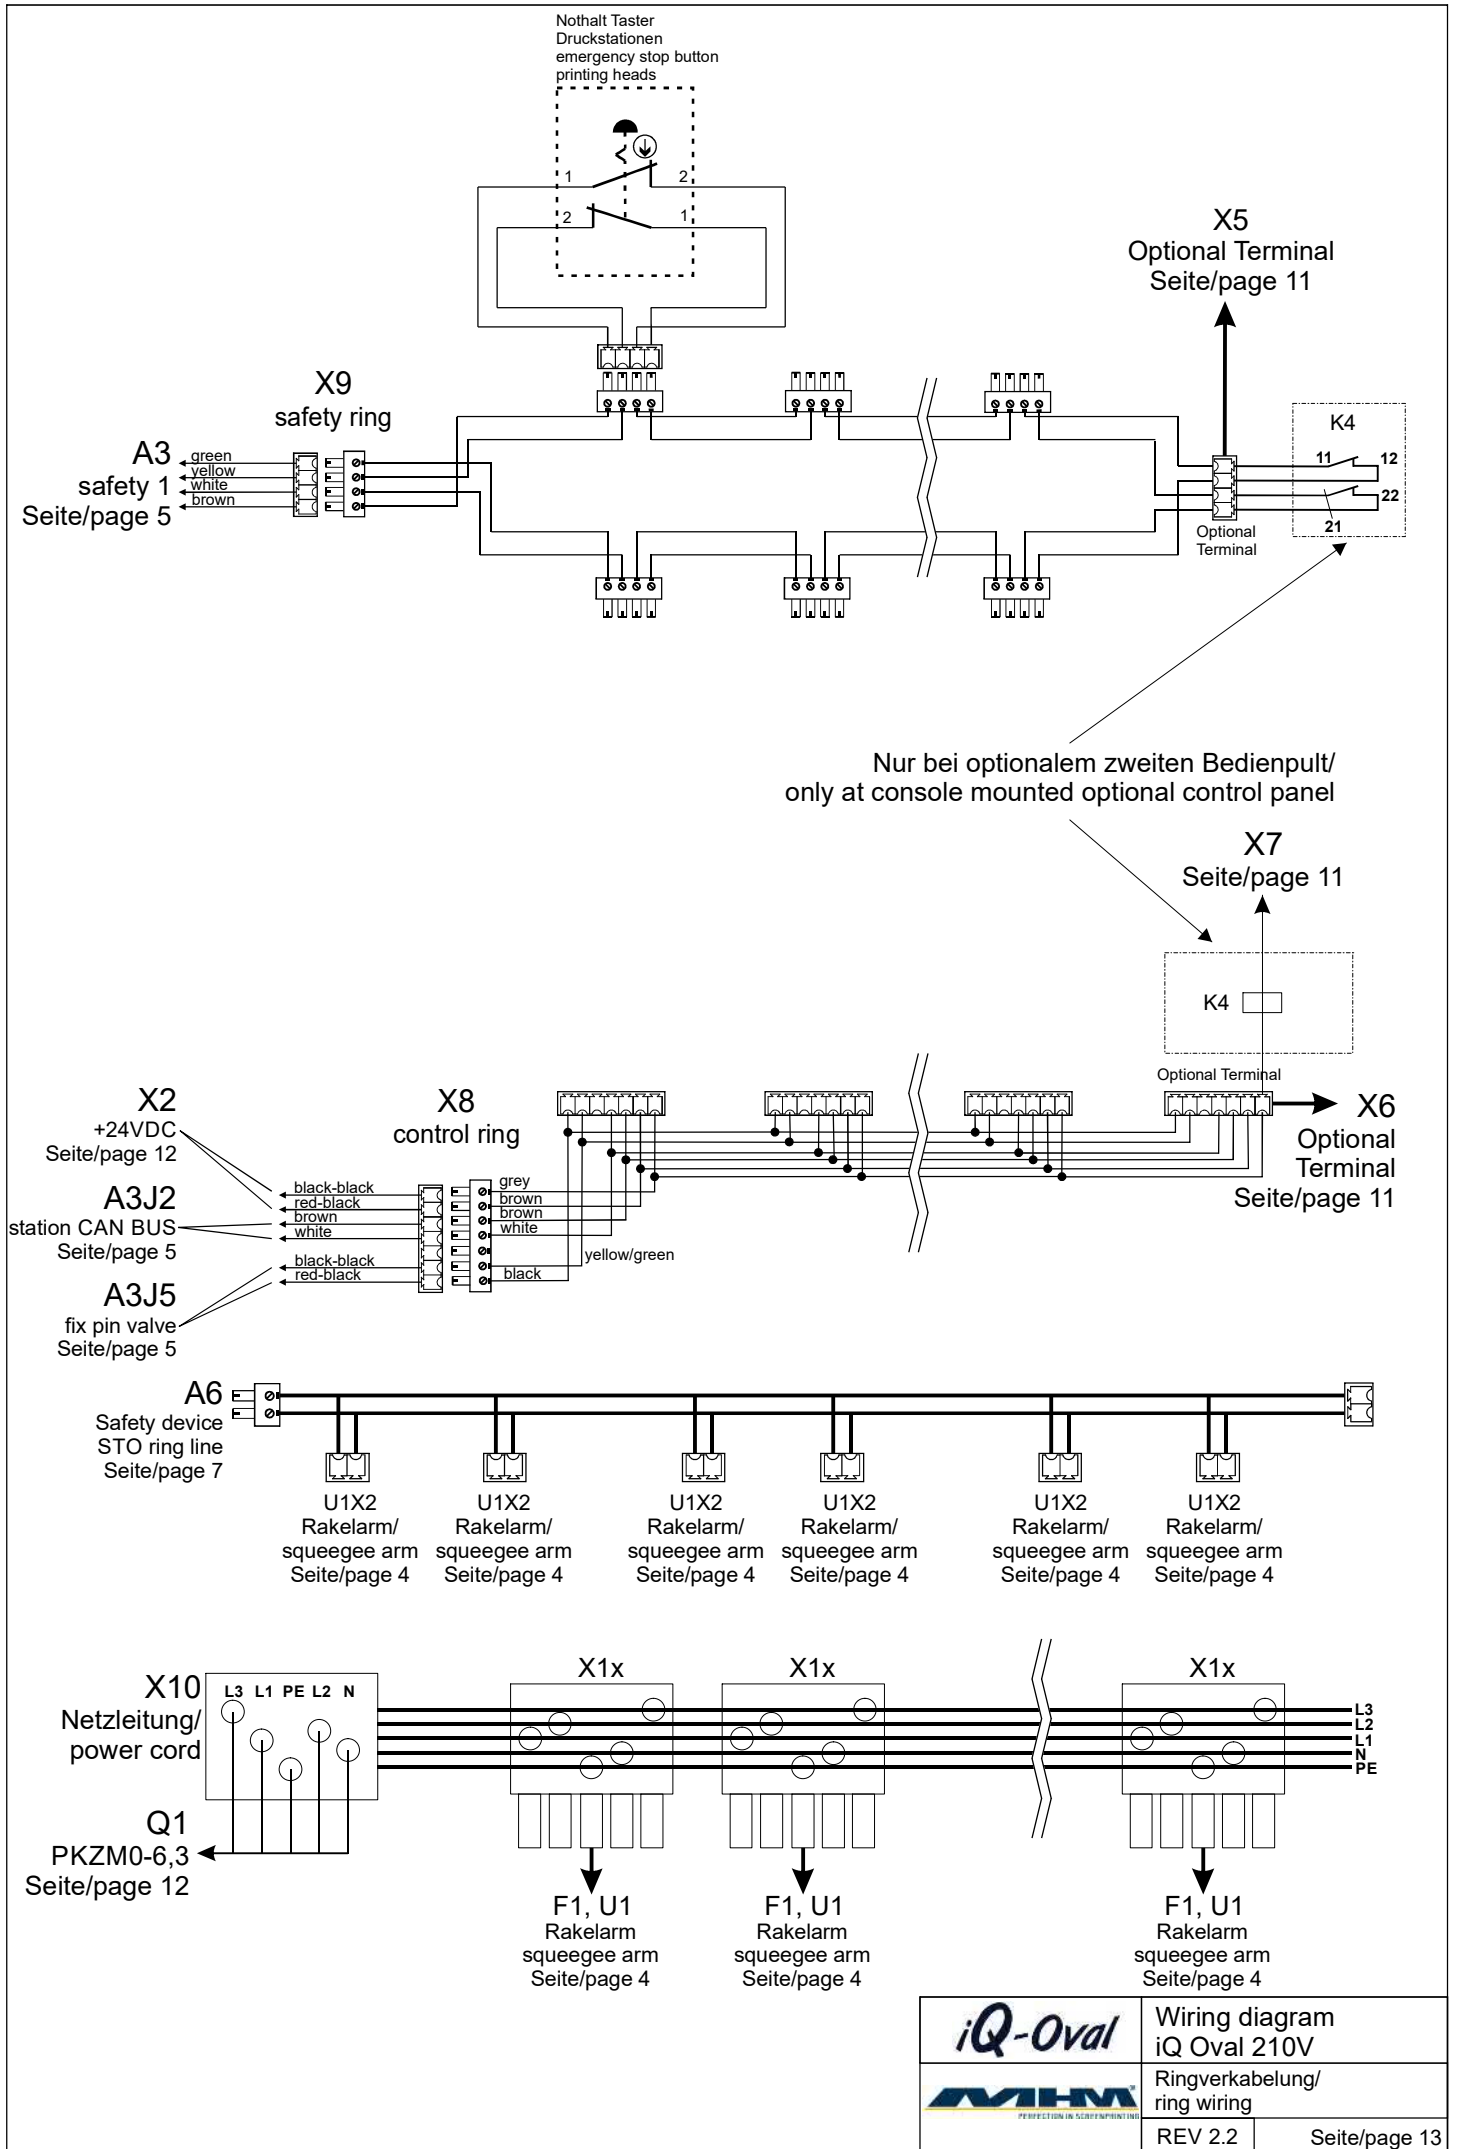 Nothalt Taster
Druckstationen
emergency stop button
printing heads
1 2
2 1
X5
Optional Terminal
Seite/page 11
X9
safety ring
A3
safety 1
Seite/page 5
green
yellow
white
brown
K4
11 12
22
21
Optional
Terminal
Nur bei optionalem zweiten Bedienpult/
only at console mounted optional control panel
X7
Seite/page 11
K4
Optional Terminal
X6
Optional
Terminal
Seite/page 11
X2
+24VDC
Seite/page 12
A3J2
station CAN BUS
Seite/page 5
A3J5
fix pin valve
Seite/page 5
black-black
red-black
brown
white
black-black
red-black
X8
control ring
grey
brown
brown
white
yellow/green
black
A6
Safety device
STO ring line
Seite/page 7
U1X2
Rakelarm/
squeegee arm
Seite/page 4
U1X2
Rakelarm/
squeegee arm
Seite/page 4
U1X2
Rakelarm/
squeegee arm
Seite/page 4
U1X2
Rakelarm/
squeegee arm
Seite/page 4
U1X2
Rakelarm/
squeegee arm
Seite/page 4
U1X2
Rakelarm/
squeegee arm
Seite/page 4
X10
Netzleitung/
power cord
L3 L1 PE L2 N
Q1
PKZM0-6,3
Seite/page 12
X1x
X1x
X1x
L3
L2
L1
N
PE
F1, U1
Rakelarm
squeegee arm
Seite/page 4
F1, U1
Rakelarm
squeegee arm
Seite/page 4
F1, U1
Rakelarm
squeegee arm
Seite/page 4
iQ-Oval
Wiring diagram
iQ Oval 210V
MHM
PERFECTION IN SCREENPRINTING
Ringverkabelung/
ring wiring
REV 2.2
Seite/page 13